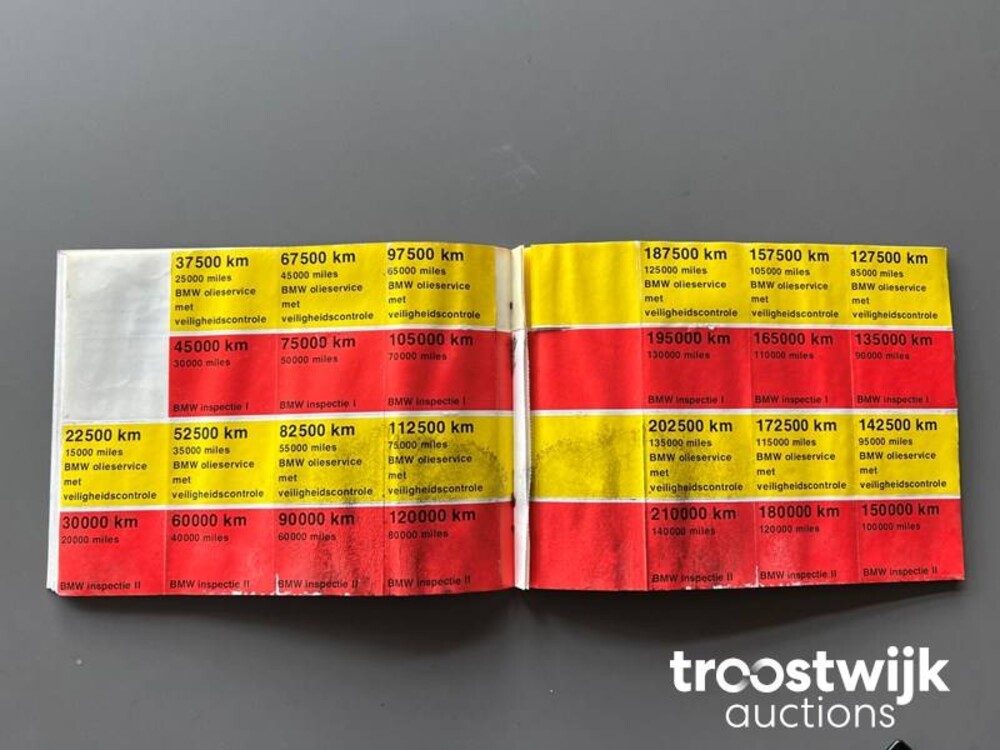 37500 km
25000 miles
BMW olieservice
met
veiligheidscontrole
67500 km
45000 miles
BMW olieservice
met
veiligheidscontrole
97500 km
65000 miles
BMW olieservice
met
veiligheidscontrole
45000 km
30000 miles
BMW inspectie I
75000 km
50000 miles
BMW inspectie I
105000 km
70000 miles
BMW inspectie I
22500 km
15000 miles
BMW olieservice
met
veiligheidscontrole
52500 km
35000 miles
BMW olieservice
met
veiligheidscontrole
82500 km
55000 miles
BMW olieservice
met
veiligheidscontrole
112500 km
75000 miles
BMW olieservice
met
veiligheidscontrole
30000 km
20000 miles
BMW inspectie II
60000 km
40000 miles
BMW inspectie II
90000 km
60000 miles
BMW inspectie II
120000 km
80000 miles
BMW inspectie II
187500 km
125000 miles
BMW olieservice
met
veiligheidscontrole
157500 km
105000 miles
BMW olieservice
met
veiligheidscontrole
127500 km
85000 miles
BMW olieservice
met
veiligheidscontrole
195000 km
130000 miles
BMW inspectie I
165000 km
110000 miles
BMW inspectie I
135000 km
90000 miles
BMW inspectie I
202500 km
135000 miles
BMW olieservice
met
veiligheidscontrole
172500 km
115000 miles
BMW olieservice
met
veiligheidscontrole
142500 km
95000 miles
BMW olieservice
met
veiligheidscontrole
210000 km
140000 miles
BMW inspectie II
180000 km
120000 miles
BMW inspectie II
150000 km
100000 miles
BMW inspectie II
troostwijk
auctions